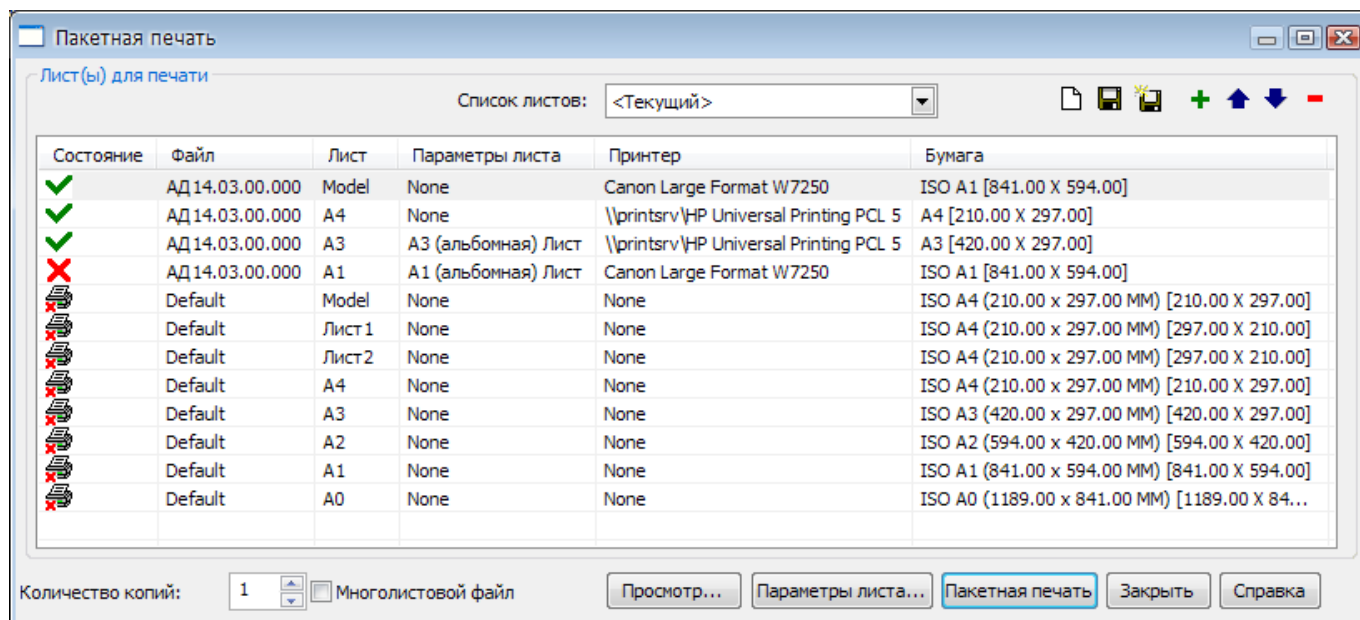 Пакетная печать
Лист(ы) для печати
Список листов: <Текущий>
Состояние Файл Лист Параметры листа Принтер Бумага
АД14.03.00.000 Model None Canon Large Format W7250 ISO A1 [841.00 X 594.00]
АД14.03.00.000 A4 None \\printsrv\HP Universal Printing PCL 5 A4 [210.00 X 297.00]
АД14.03.00.000 A3 А3 (альбомная) Лист \\printsrv\HP Universal Printing PCL 5 A3 [420.00 X 297.00]
АД14.03.00.000 A1 А1 (альбомная) Лист Canon Large Format W7250 ISO A1 [841.00 X 594.00]
Default Model None None ISO A4 (210.00 x 297.00 MM) [210.00 X 297.00]
Default Лист1 None None ISO A4 (210.00 x 297.00 MM) [297.00 X 210.00]
Default Лист2 None None ISO A4 (210.00 x 297.00 MM) [297.00 X 210.00]
Default A4 None None ISO A4 (210.00 x 297.00 MM) [210.00 X 297.00]
Default A3 None None ISO A3 (420.00 x 297.00 MM) [420.00 X 297.00]
Default A2 None None ISO A2 (594.00 x 420.00 MM) [594.00 X 420.00]
Default A1 None None ISO A1 (841.00 x 594.00 MM) [841.00 X 594.00]
Default A0 None None ISO A0 (1189.00 x 841.00 MM) [1189.00 X 84...
Количество копий: 1 Многолистовой файл Просмотр... Параметры листа... Пакетная печать Закрыть Справка